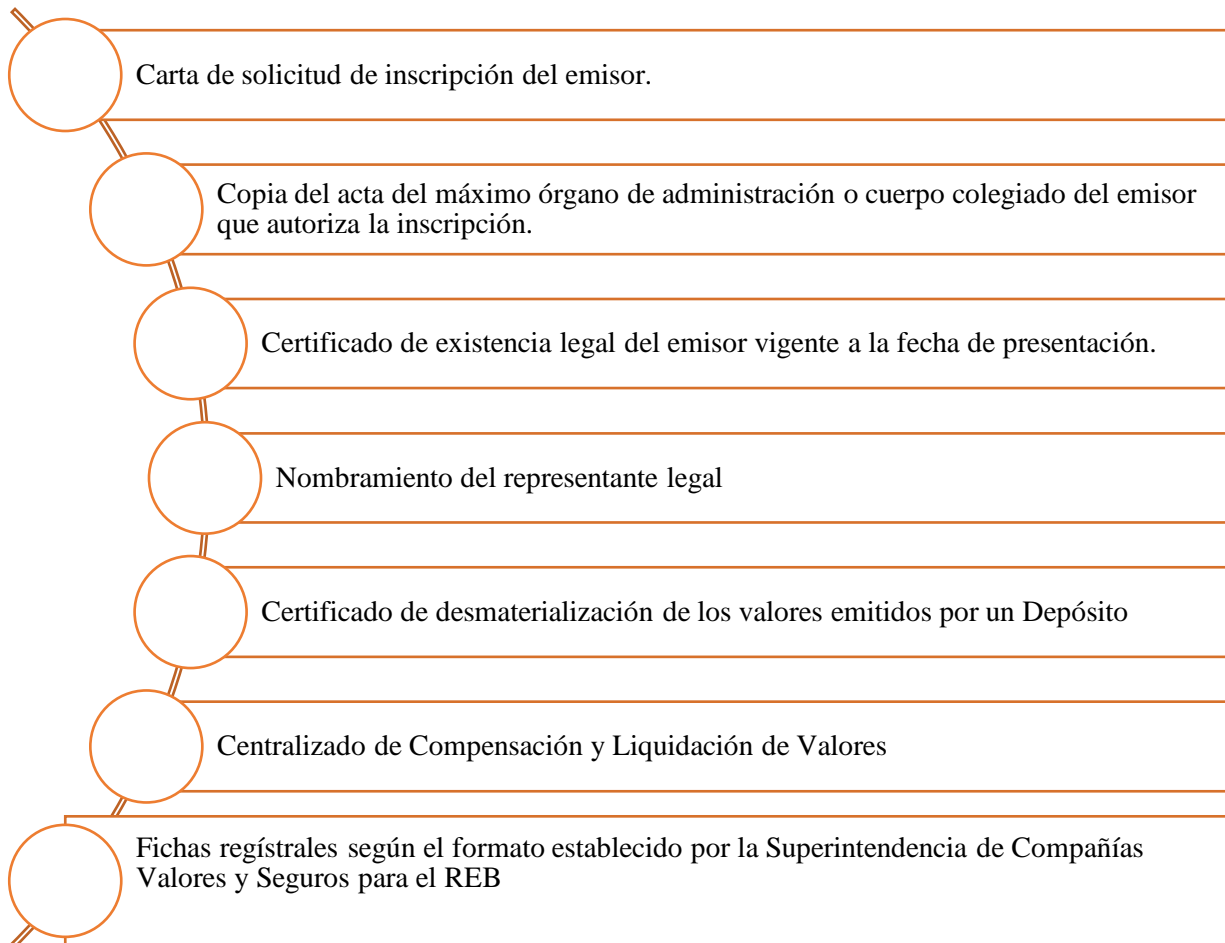 Carta de solicitud de inscripción del emisor.
Copia del acta del máximo órgano de administración o cuerpo colegiado del emisor
que autoriza la inscripción.
Certificado de existencia legal del emisor vigente a la fecha de presentación.
Nombramiento del representante legal
Certificado de desmaterialización de los valores emitidos por un Depósito
Centralizado de Compensación y Liquidación de Valores
Fichas regístrales según el formato establecido por la Superintendencia de Compañías
Valores y Seguros para el REB